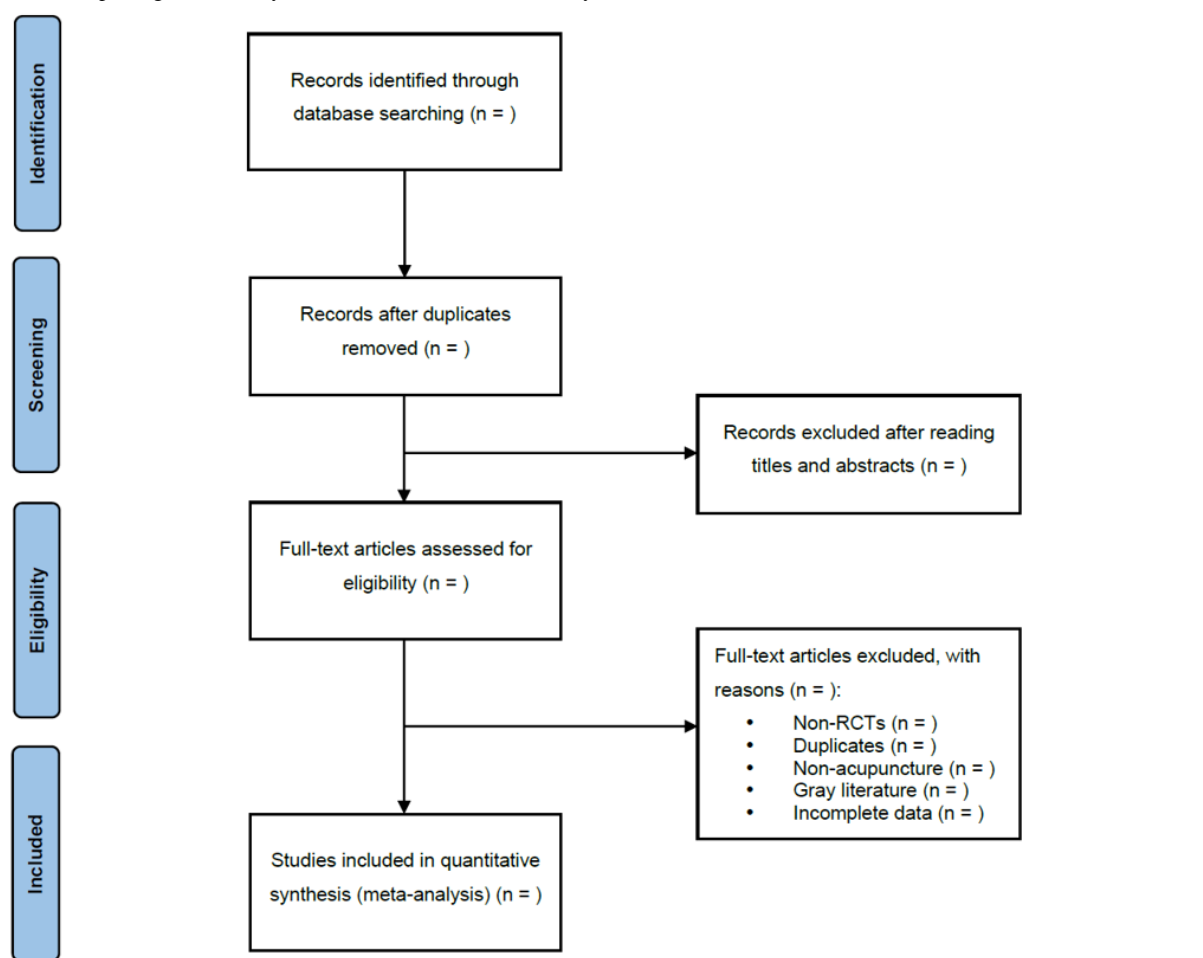 Identification
Records identified through
database searching (n = )
Screening
Records after duplicates
removed (n = )
Records excluded after reading
titles and abstracts (n = )
Eligibility
Full-text articles assessed for
eligibility (n = )
Full-text articles excluded, with
reasons (n = ):
• Non-RCTs (n = )
• Duplicates (n = )
• Non-acupuncture (n = )
• Gray literature (n = )
• Incomplete data (n = )
Included
Studies included in quantitative
synthesis (meta-analysis) (n = )